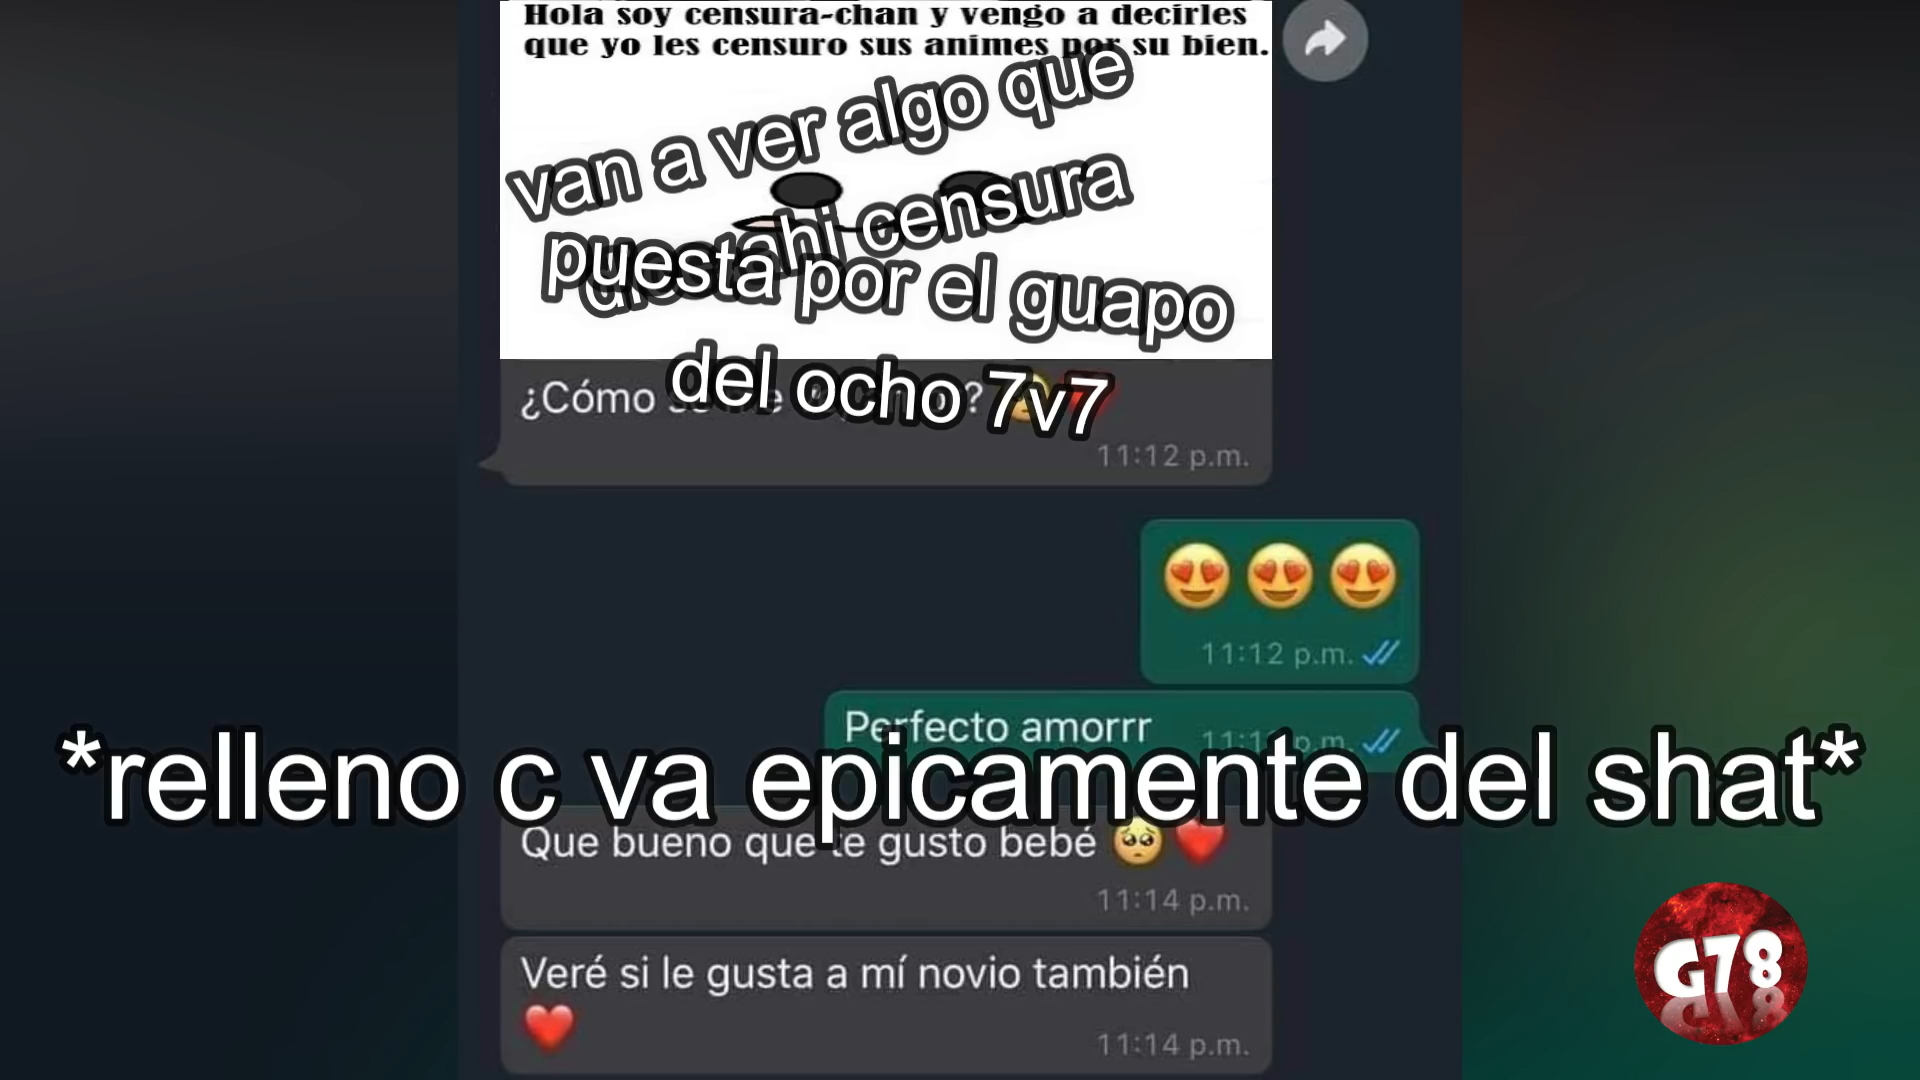 Hola soy censura-chan y vengo a decirles
que yo les censuro sus animes por su bien.
van a ver algo que
ahi censura
puesta por el guapo
del ocho 7v7
¿Cómo ? 🥺❤️
11:12 p.m.
😍😍😍
11:12 p.m.
Perfecto amorrr
p.m.
*relleno c va epicamente del shat*
Que bueno que te gusto bebé 🥺❤️
11:14 p.m.
Veré si le gusta a mí novio también
❤️
11:14 p.m.
G78